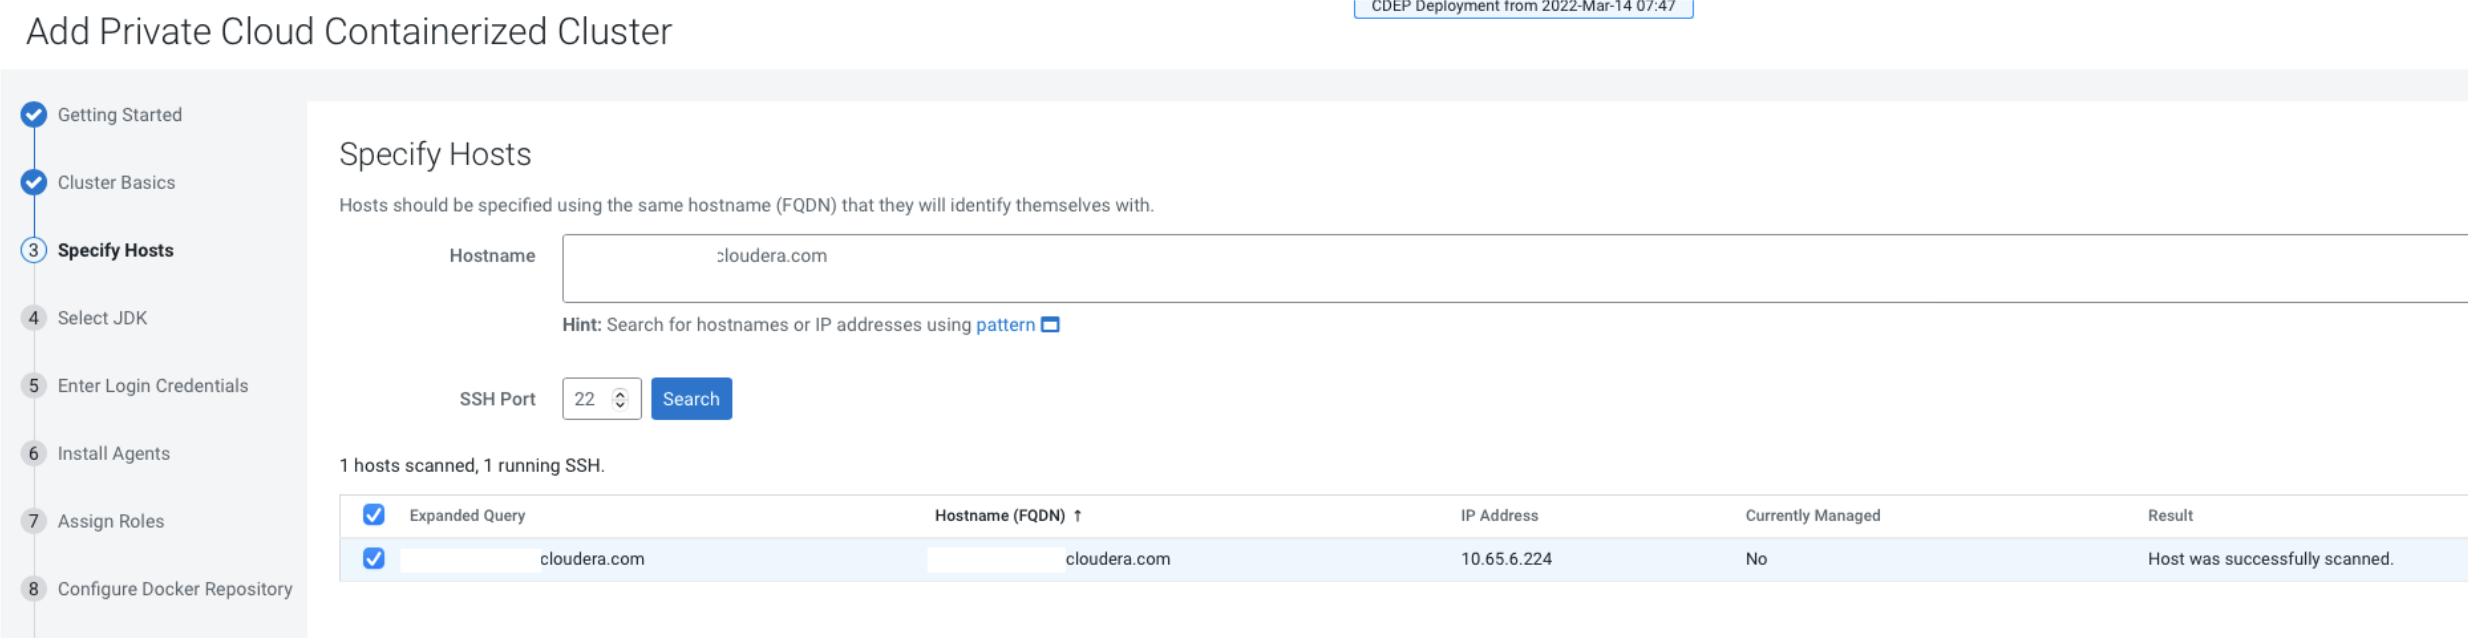 CDEP Deployment from 2022-Mar-14 07:47
Add Private Cloud Containerized Cluster
Getting Started
Cluster Basics
3 Specify Hosts
4 Select JDK
5 Enter Login Credentials
6 Install Agents
7 Assign Roles
8 Configure Docker Repository
Specify Hosts
Hosts should be specified using the same hostname (FQDN) that they will identify themselves with.
Hostname cloudera.com
Hint: Search for hostnames or IP addresses using pattern
SSH Port 22 Search
1 hosts scanned, 1 running SSH.
Expanded Query Hostname (FQDN) ↑ IP Address Currently Managed Result
cloudera.com cloudera.com 10.65.6.224 No Host was successfully scanned.